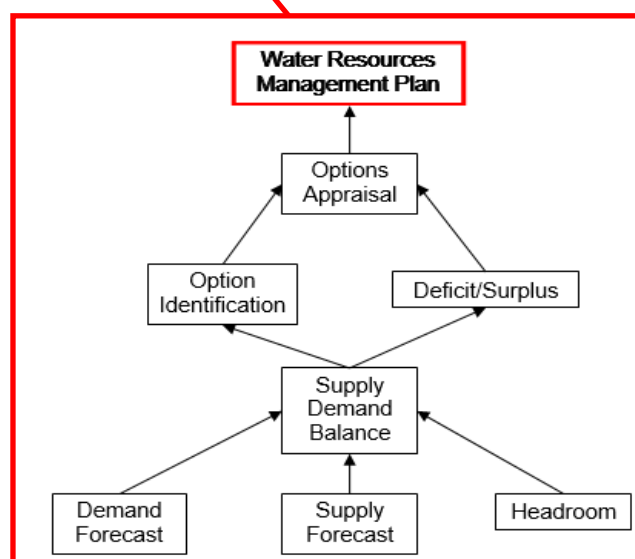 Water Resources
Management Plan
Options
Appraisal
Option
Identification
Deficit/Surplus
Supply
Demand
Balance
Demand
Forecast
Supply
Forecast
Headroom